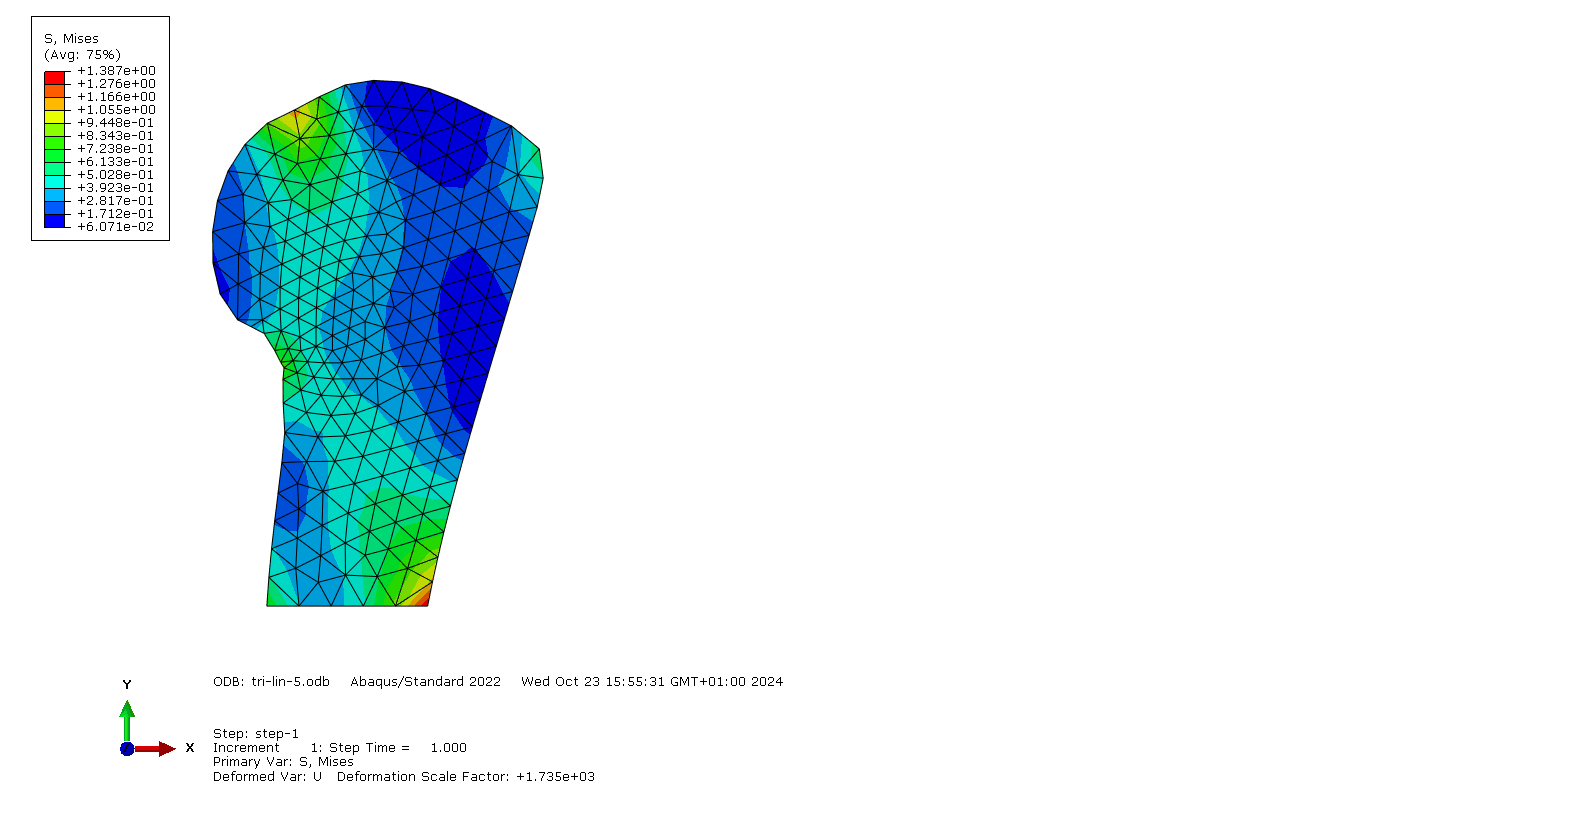 S, Mises
(Avg: 75%)
+1.387e+00
+1.276e+00
+1.166e+00
+1.055e+00
+9.448e-01
+8.343e-01
+7.238e-01
+6.133e-01
+5.028e-01
+3.923e-01
+2.817e-01
+1.712e-01
+6.071e-02
Y
X
ODB: tri-lin-5.odb Abaqus/Standard 2022 Wed Oct 23 15:55:31 GMT+01:00 2024
Step: step-1
Increment 1: Step Time = 1.000
Primary Var: S, Mises
Deformed Var: U Deformation Scale Factor: +1.735e+03